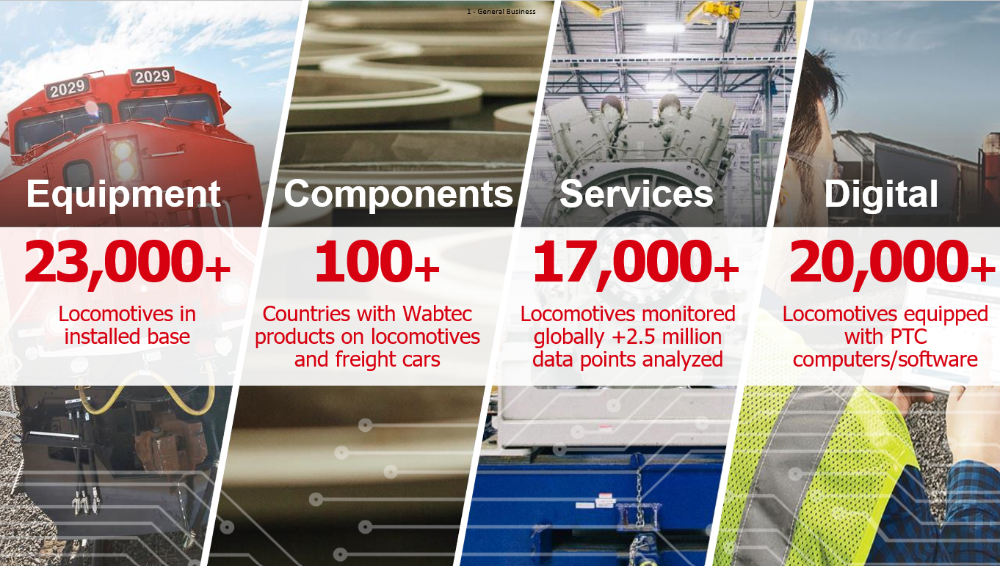 1 - General Business
2029
2029
Equipment
23,000+
Locomotives in
installed base
Components
100+
Countries with Wabtec
products on locomotives
and freight cars
Services
17,000+
Locomotives monitored
globally +2.5 million
data points analyzed
Digital
20,000+
Locomotives equipped
with PTC
computers/software